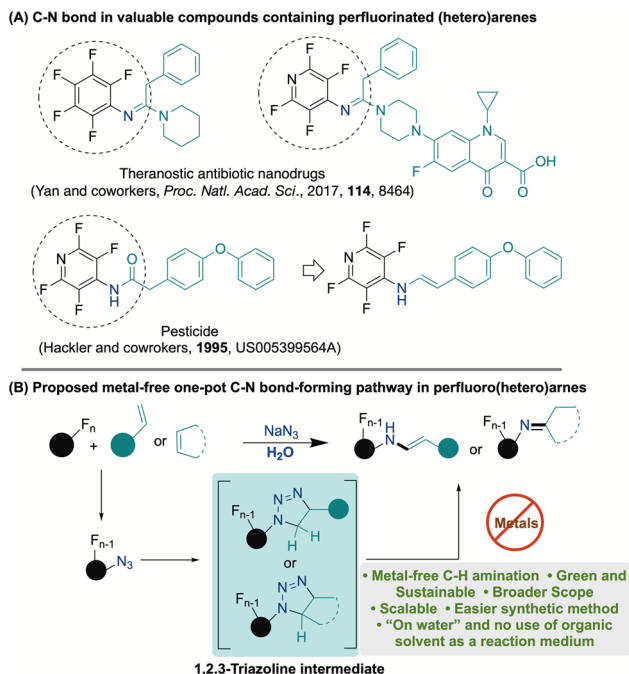 (A) C-N bond in valuable compounds containing perfluorinated (hetero)arenes
F
F
F
F
F
N
N
F
F
N
F
F
N
N
N
N
F
O
O
OH
Theranostic antibiotic nanodrugs
(Yan and coworkers, Proc. Natl. Acad. Sci., 2017, 114, 8464)
F
F
N
O
F
F
N
H
O
F
F
N
F
F
N
H
O
Pesticide
(Hackler and cowrokers, 1995, US005399564A)
(B) Proposed metal-free one-pot C-N bond-forming pathway in perfluoro(hetero)arnes
Fn
+
or
NaN3
H2O
Fn-1
H
N
or
Fn-1
N
Fn-1
N3
N=N
Fn-1
N
H
H
or
N=N
Fn-1
N
H
Metals
• Metal-free C-H amination • Green and
Sustainable • Broader Scope
• Scalable • Easier synthetic method
• "On water" and no use of organic
solvent as a reaction medium
1.2.3-Triazoline intermediate